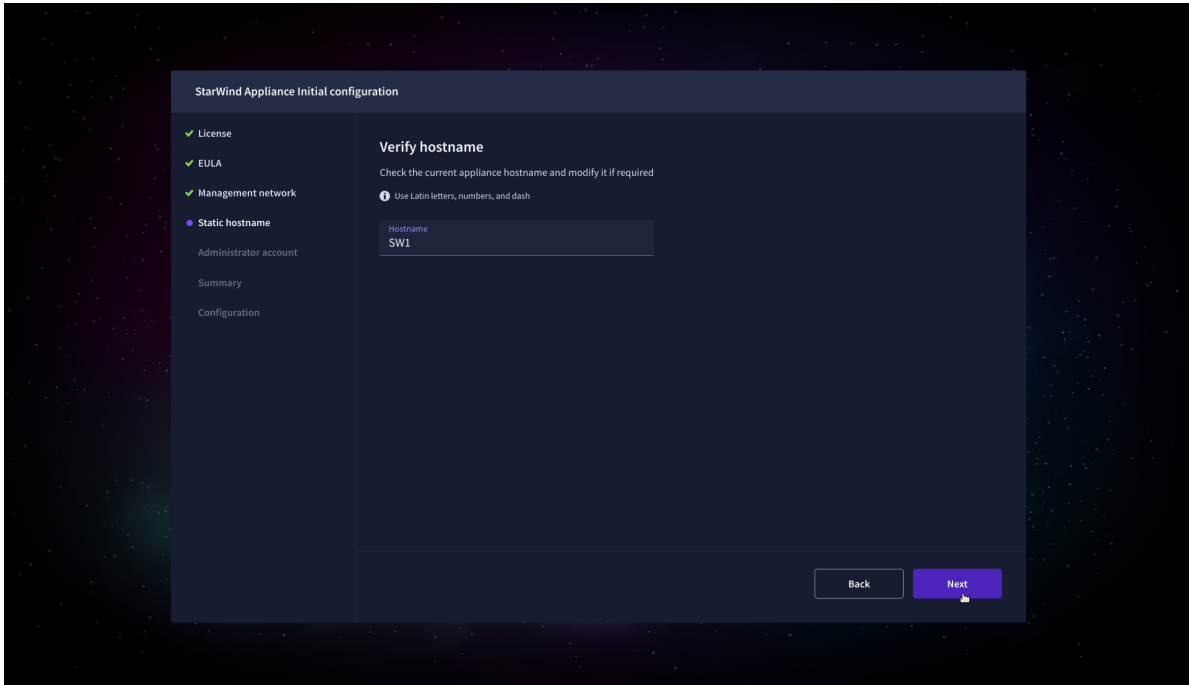 StarWind Appliance Initial configuration
License
EULA
Management network
Static hostname
Administrator account
Summary
Configuration
Verify hostname
Check the current appliance hostname and modify it if required
Use Latin letters, numbers, and dash
Hostname
SW1
Back
Next